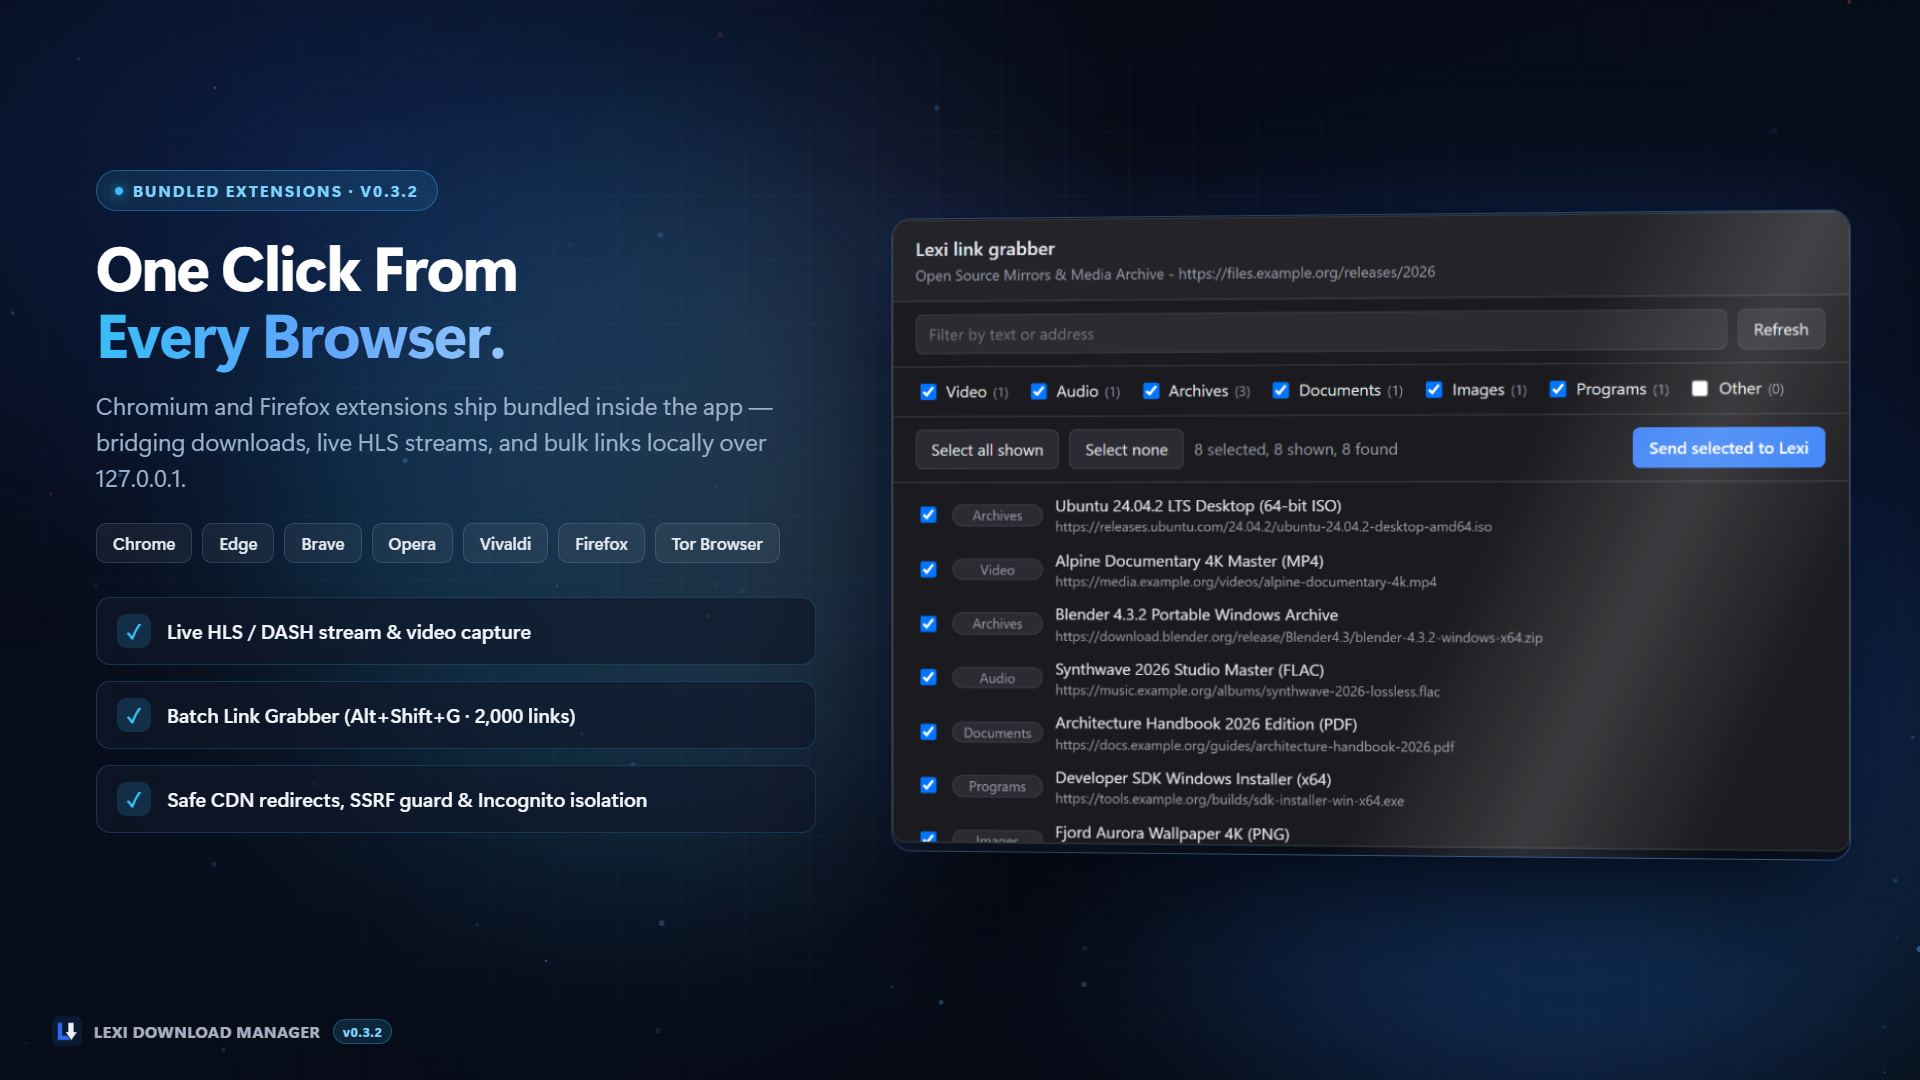 BUNDLED EXTENSIONS · V0.3.2
One Click From
Every Browser.
Chromium and Firefox extensions ship bundled inside the app —
bridging downloads, live HLS streams, and bulk links locally over
127.0.0.1.
Chrome Edge Brave Opera Vivaldi Firefox Tor Browser
✓ Live HLS / DASH stream & video capture
✓ Batch Link Grabber (Alt+Shift+G · 2,000 links)
✓ Safe CDN redirects, SSRF guard & Incognito isolation
LEXI DOWNLOAD MANAGER v0.3.2
Lexi link grabber
Open Source Mirrors & Media Archive - https://files.example.org/releases/2026
Filter by text or address Refresh
Video (1) Audio (1) Archives (3) Documents (1) Images (1) Programs (1) Other (0)
Select all shown Select none 8 selected, 8 shown, 8 found Send selected to Lexi
Archives Ubuntu 24.04.2 LTS Desktop (64-bit ISO)
https://releases.ubuntu.com/24.04.2/ubuntu-24.04.2-desktop-amd64.iso
Video Alpine Documentary 4K Master (MP4)
https://media.example.org/videos/alpine-documentary-4k.mp4
Archives Blender 4.3.2 Portable Windows Archive
https://download.blender.org/release/Blender4.3/blender-4.3.2-windows-x64.zip
Audio Synthwave 2026 Studio Master (FLAC)
https://music.example.org/albums/synthwave-2026-lossless.flac
Documents Architecture Handbook 2026 Edition (PDF)
https://docs.example.org/guides/architecture-handbook-2026.pdf
Programs Developer SDK Windows Installer (x64)
https://tools.example.org/builds/sdk-installer-win-x64.exe
Images Fjord Aurora Wallpaper 4K (PNG)